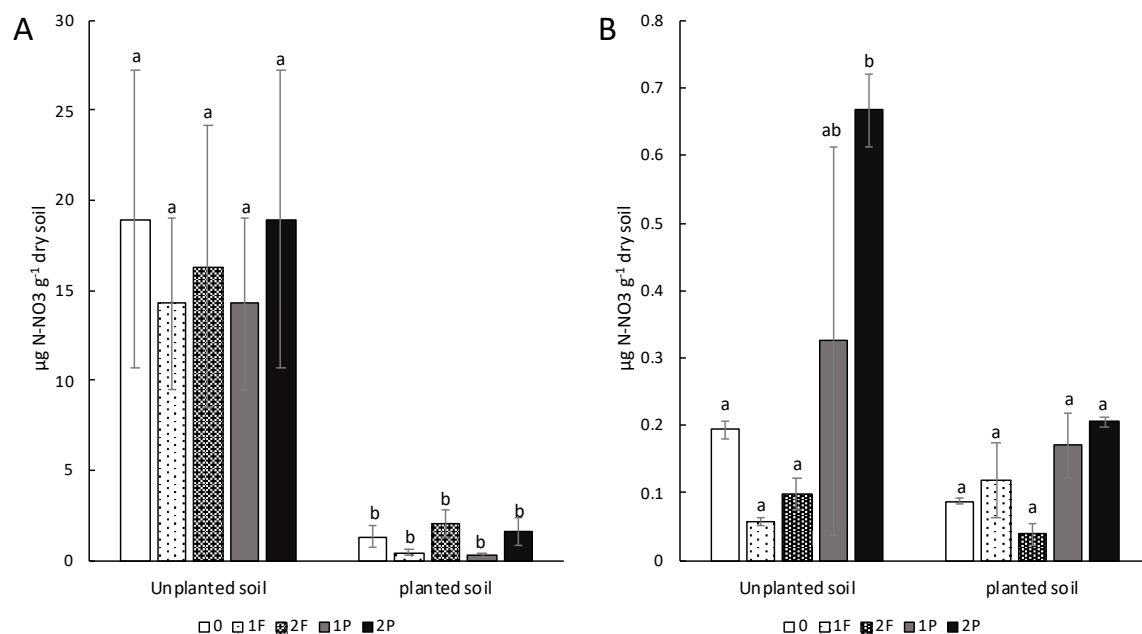 A
µg N-NO3 g⁻¹ dry soil
30
25
20
15
10
5
0
a a a a a
b b b b b
Unplanted soil planted soil
0 1F 2F 1P 2P
B
µg N-NO3 g⁻¹ dry soil
0.8
0.7
0.6
0.5
0.4
0.3
0.2
0.1
0
a a a ab b
a a a a a
Unplanted soil planted soil
0 1F 2F 1P 2P